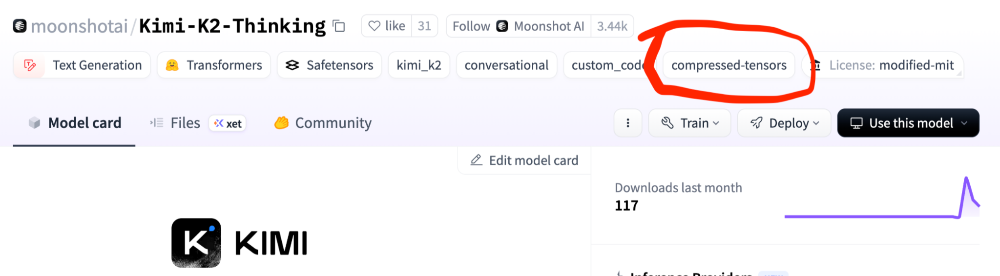 moonshotai/Kimi-K2-Thinking like 31 Follow Moonshot AI 3.44k
Text Generation Transformers Safetensors kimi_k2 conversational custom_code compressed-tensors License: modified-mit
Model card Files xet Community Train Deploy Use this model
Edit model card
Downloads last month
117
K KIMI
Inference Providers NEW